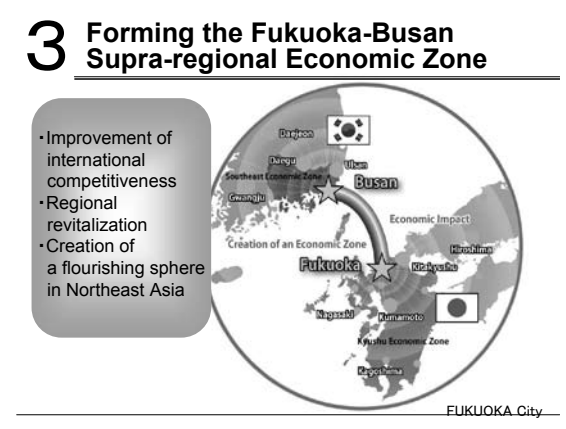 3
Forming the Fukuoka-Busan
Supra-regional Economic Zone
・Improvement of
international
competitiveness
・Regional
revitalization
・Creation of
a flourishing sphere
in Northeast Asia
Daejeon
Daegu
Ulsan
Southeast Economic Zone
Busan
Gwangju
Economic Impact
Creation of an Economic Zone
Hiroshima
Fukuoka
Kitakyushu
Nagasaki
Kumamoto
Kyushu Economic Zone
Kagoshima
FUKUOKA City